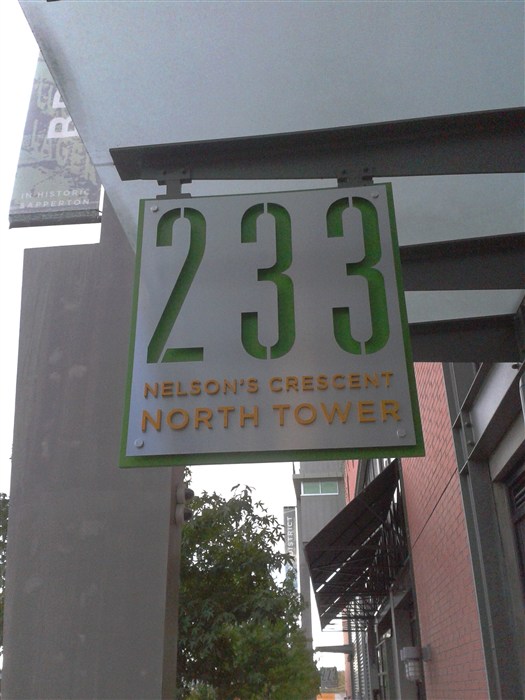 IN HISTORIC
SAPPERTON
233
NELSON'S CRESCENT
NORTH TOWER